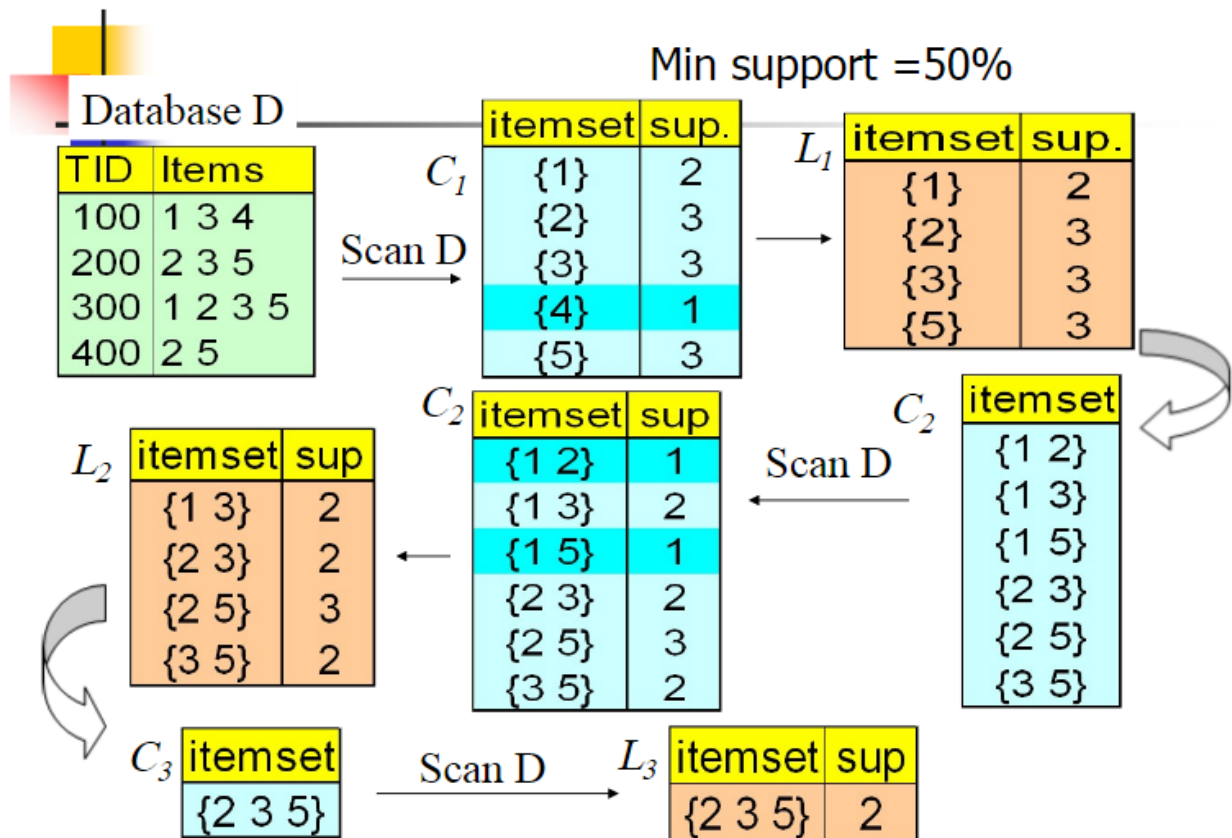 Min support =50%
Database D
TID Items
100 1 3 4
200 2 3 5
300 1 2 3 5
400 2 5
Scan D
C1
itemset sup.
{1} 2
{2} 3
{3} 3
{4} 1
{5} 3
L1
itemset sup.
{1} 2
{2} 3
{3} 3
{5} 3
C2
itemset
{1 2}
{1 3}
{1 5}
{2 3}
{2 5}
{3 5}
Scan D
C2
itemset sup
{1 2} 1
{1 3} 2
{1 5} 1
{2 3} 2
{2 5} 3
{3 5} 2
L2
itemset sup
{1 3} 2
{2 3} 2
{2 5} 3
{3 5} 2
C3
itemset
{2 3 5}
Scan D
L3
itemset sup
{2 3 5} 2